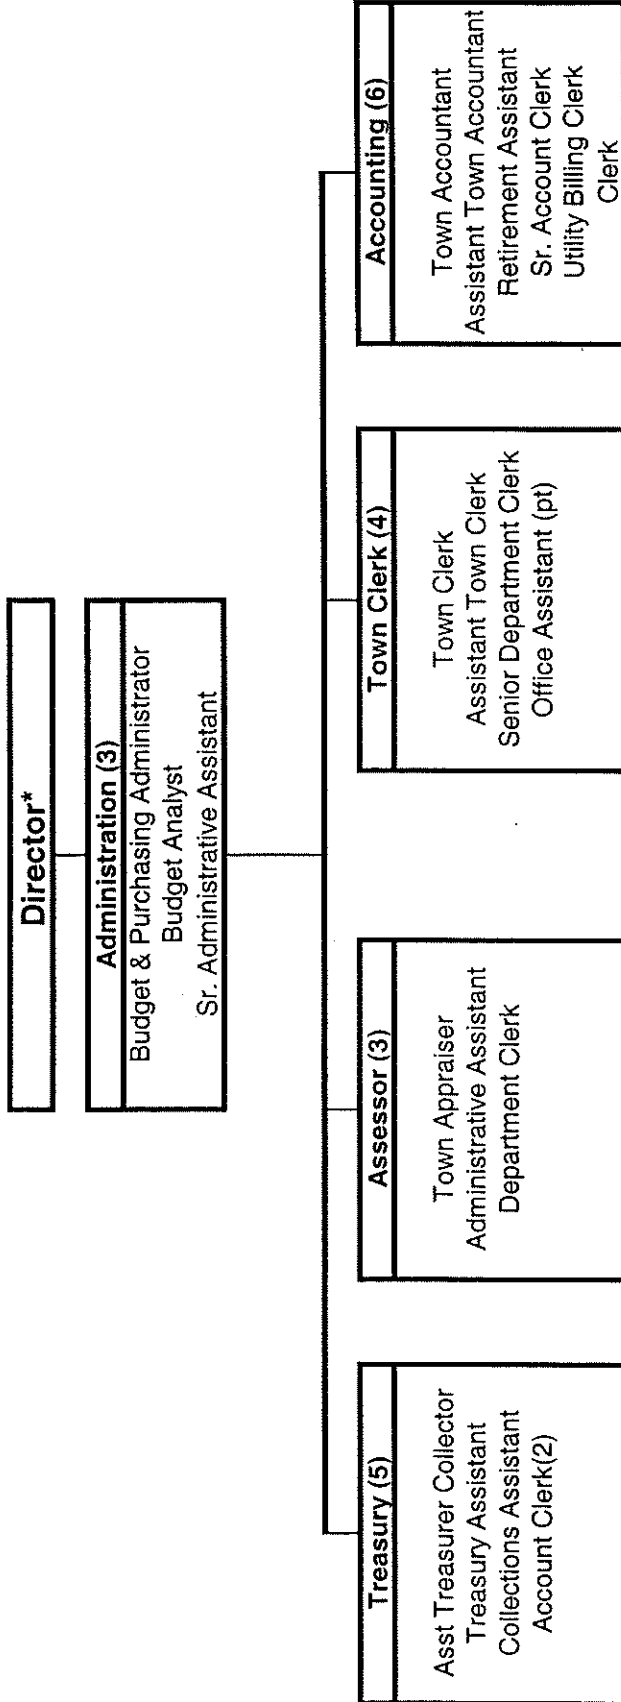 Director*
Administration (3)
Budget & Purchasing Administrator
Budget Analyst
Sr. Administrative Assistant
Treasury (5)
Asst Treasurer Collector
Treasury Assistant
Collections Assistant
Account Clerk(2)
Assessor (3)
Town Appraiser
Administrative Assistant
Department Clerk
Town Clerk (4)
Town Clerk
Assistant Town Clerk
Senior Department Clerk
Office Assistant (pt)
Accounting (6)
Town Accountant
Assistant Town Accountant
Retirement Assistant
Sr. Account Clerk
Utility Billing Clerk
Clerk